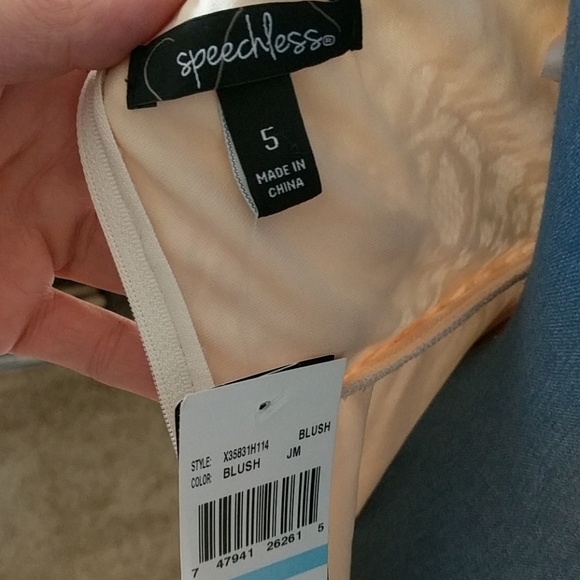 speechless®
5
MADE IN
CHINA
BLUSH
STYLE: X35831H114
COLOR: BLUSH JM
7 47941 26261 5